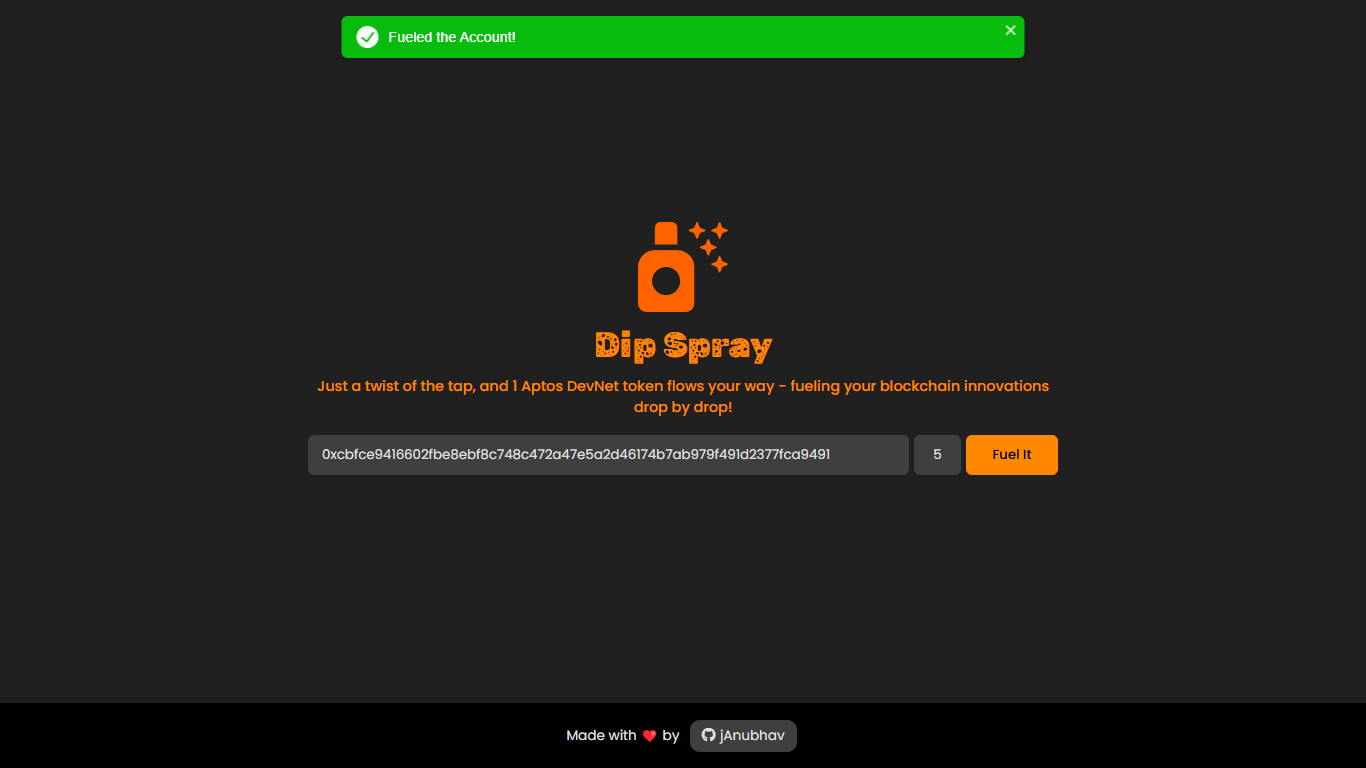 Fueled the Account!
Dip Spray
Just a twist of the tap, and 1 Aptos DevNet token flows your way - fueling your blockchain innovations
drop by drop!
0xcbfce9416602fbe8ebf8c748c472a47e5a2d46174b7ab979f491d2377fca9491 5 Fuel It
Made with ❤️ by jAnubhav